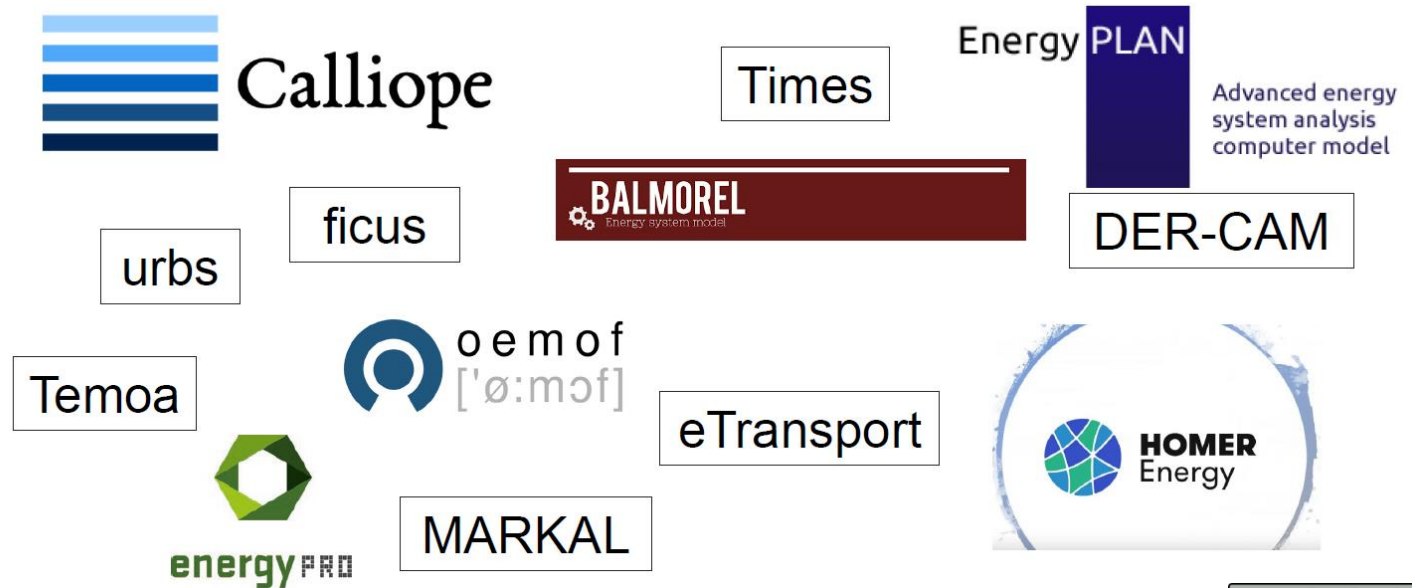 Calliope
Times
Energy PLAN
Advanced energy
system analysis
computer model
BALMOREL
Energy system model
ficus
DER-CAM
urbs
oemof
['ø:mɔf]
Temoa
eTransport
HOMER
Energy
energyPRO
MARKAL